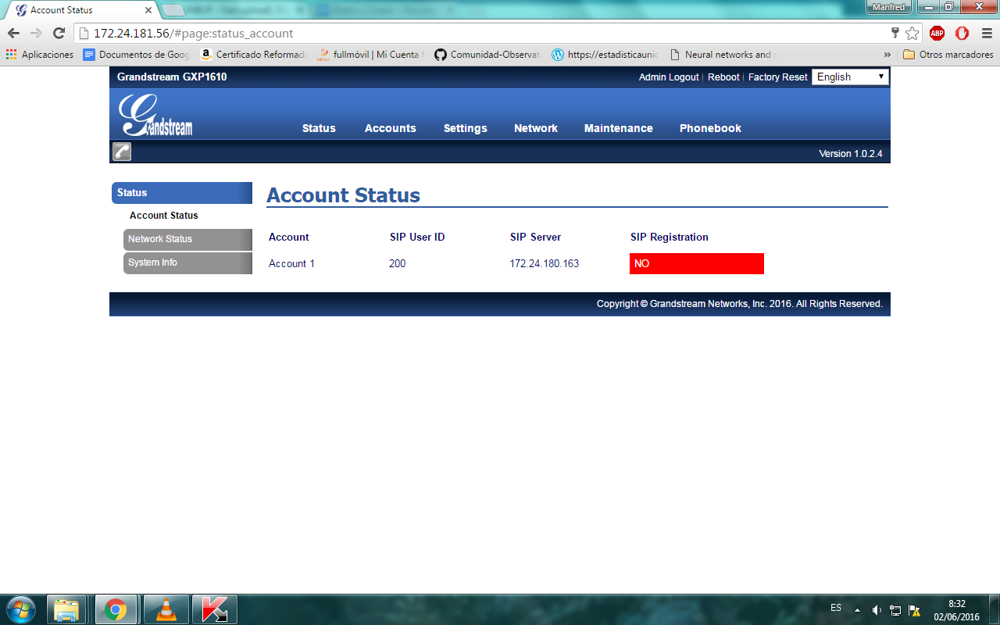 Account Status
Manfred
172.24.181.56/#page:status_account
ABP
Aplicaciones
Documentos de Goog
Certificado Reformad
fullmóvil | Mi Cuenta
Comunidad-Observat
https://estadisticaunic
Neural networks and
»
Otros marcadores
Grandstream GXP1610
Admin Logout | Reboot | Factory Reset
English
Grandstream
Status
Accounts
Settings
Network
Maintenance
Phonebook
Version 1.0.2.4
Status
Account Status
Network Status
System Info
Account Status
Account SIP User ID SIP Server SIP Registration
Account 1 200 172.24.180.163 NO
Copyright © Grandstream Networks, Inc. 2016. All Rights Reserved.
ES
8:32
02/06/2016